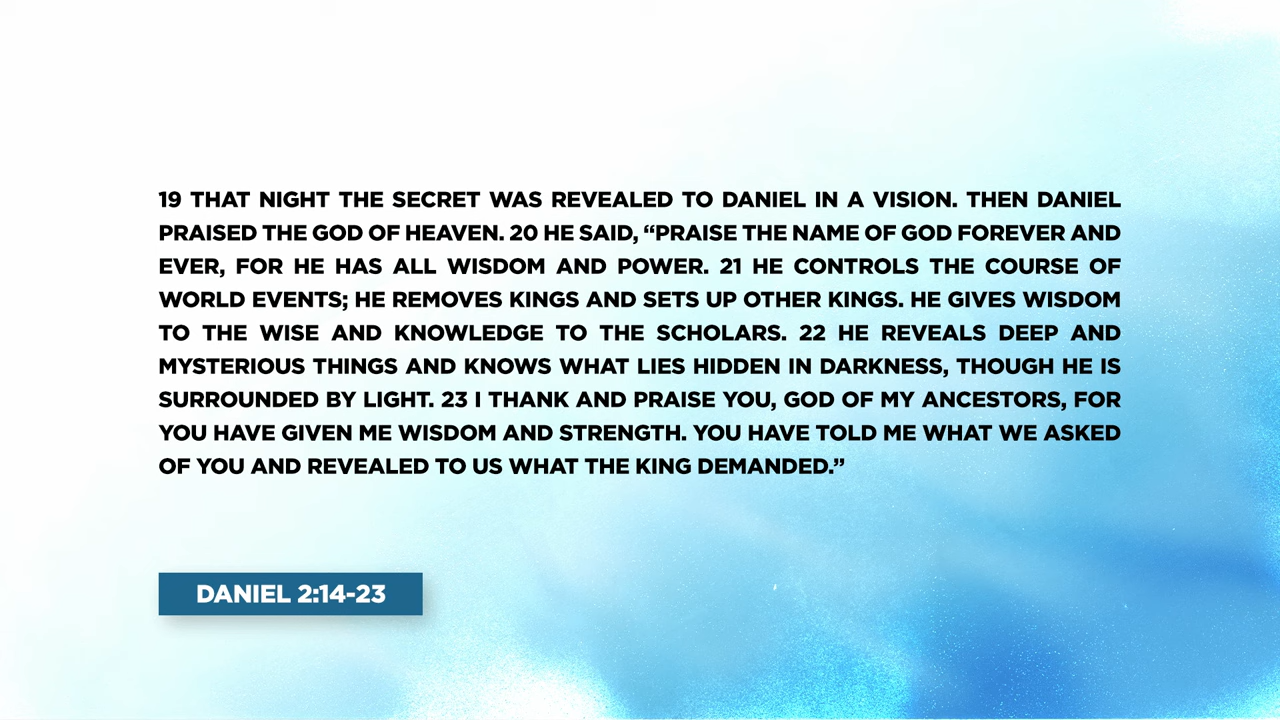 19 THAT NIGHT THE SECRET WAS REVEALED TO DANIEL IN A VISION. THEN DANIEL
PRAISED THE GOD OF HEAVEN. 20 HE SAID, “PRAISE THE NAME OF GOD FOREVER AND
EVER, FOR HE HAS ALL WISDOM AND POWER. 21 HE CONTROLS THE COURSE OF
WORLD EVENTS; HE REMOVES KINGS AND SETS UP OTHER KINGS. HE GIVES WISDOM
TO THE WISE AND KNOWLEDGE TO THE SCHOLARS. 22 HE REVEALS DEEP AND
MYSTERIOUS THINGS AND KNOWS WHAT LIES HIDDEN IN DARKNESS, THOUGH HE IS
SURROUNDED BY LIGHT. 23 I THANK AND PRAISE YOU, GOD OF MY ANCESTORS, FOR
YOU HAVE GIVEN ME WISDOM AND STRENGTH. YOU HAVE TOLD ME WHAT WE ASKED
OF YOU AND REVEALED TO US WHAT THE KING DEMANDED.”
DANIEL 2:14-23